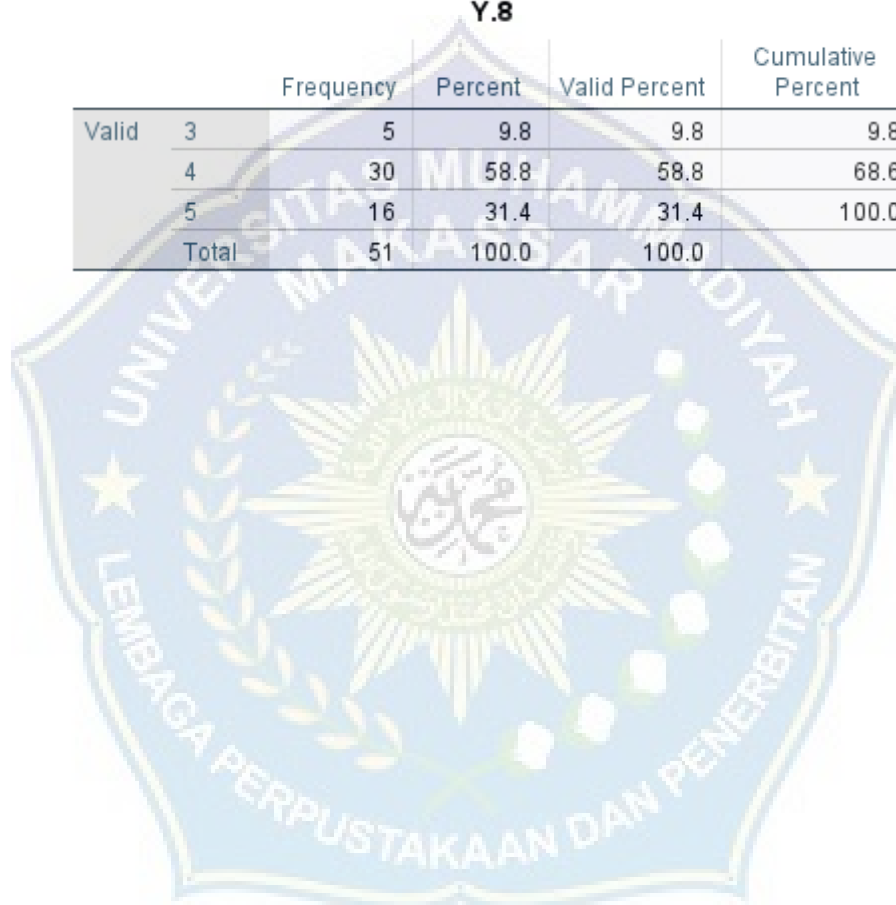 Y.8
Frequency Percent Valid Percent Cumulative Percent
Valid 3 5 9.8 9.8 9.8
4 30 58.8 58.8 68.6
5 16 31.4 31.4 100.0
Total 51 100.0 100.0
UNIVERSITAS MUHAMMADIYAH
MAKASSAR
محمدية
LEMBAGA PERPUSTAKAAN DAN PENERBITAN